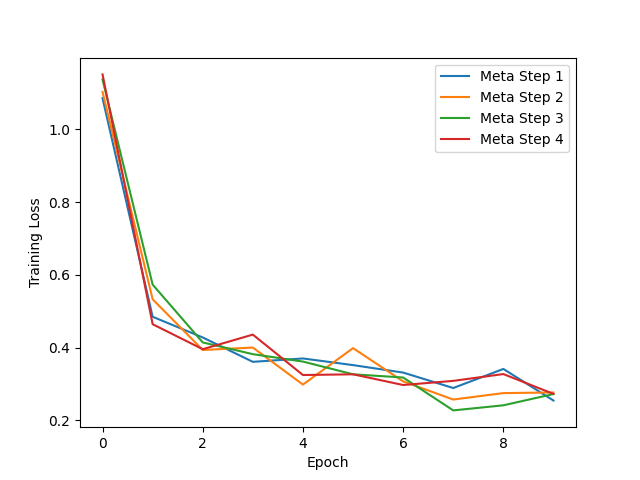 Meta Step 1
Meta Step 2
Meta Step 3
Meta Step 4
1.0
0.8
0.6
0.4
0.2
Training Loss
0 2 4 6 8
Epoch